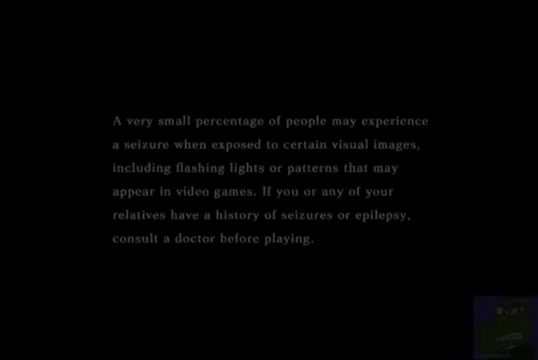 A very small percentage of people may experience
a seizure when exposed to certain visual images,
including flashing lights or patterns that may
appear in video games. If you or any of your
relatives have a history of seizures or epilepsy,
consult a doctor before playing.